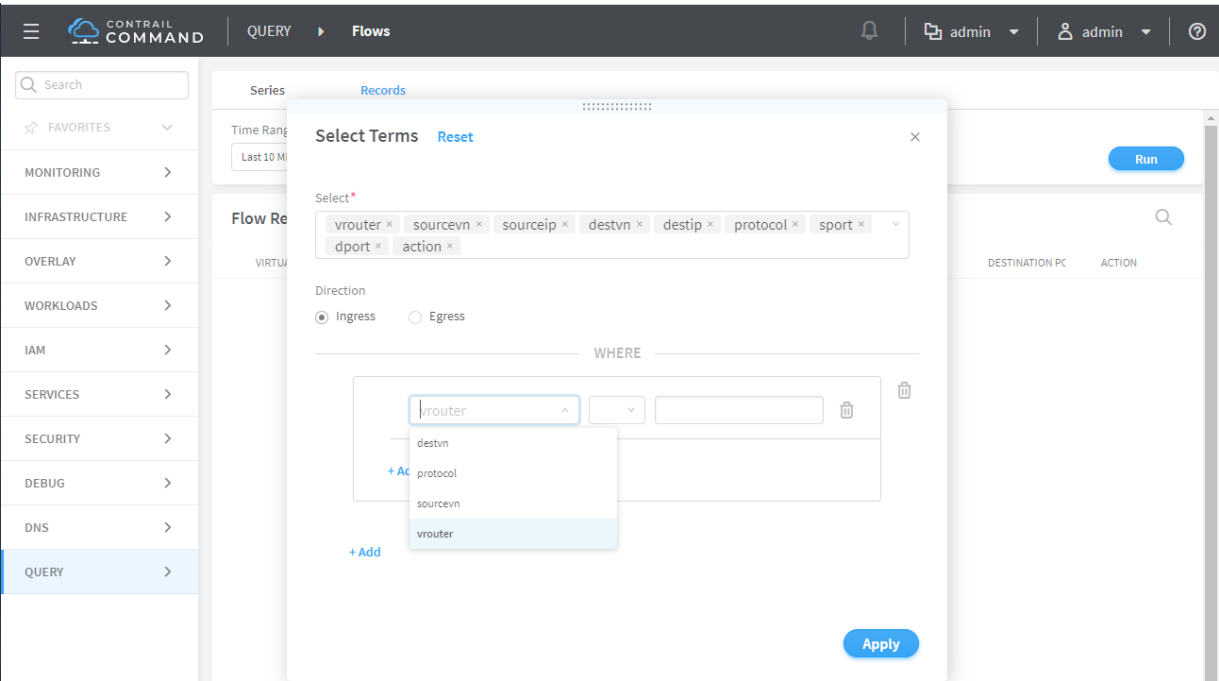 CONTRAIL
COMMAND
QUERY
Flows
admin
admin
Search
FAVORITES
MONITORING
INFRASTRUCTURE
OVERLAY
WORKLOADS
IAM
SERVICES
SECURITY
DEBUG
DNS
QUERY
Series Records
Time Rang
Last 10 Mi
Run
Flow Re
VIRTUA
DESTINATION PC ACTION
Select Terms Reset
Select*
vrouter × sourcevn × sourceip × destvn × destip × protocol × sport ×
dport × action ×
Direction
Ingress Egress
WHERE
vrouter
destvn
protocol
sourcevn
vrouter
+ Ad
+ Add
Apply